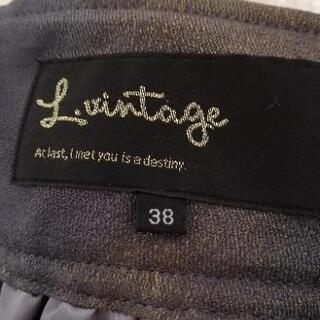 L.vintage
At last, I met you is a destiny.
38